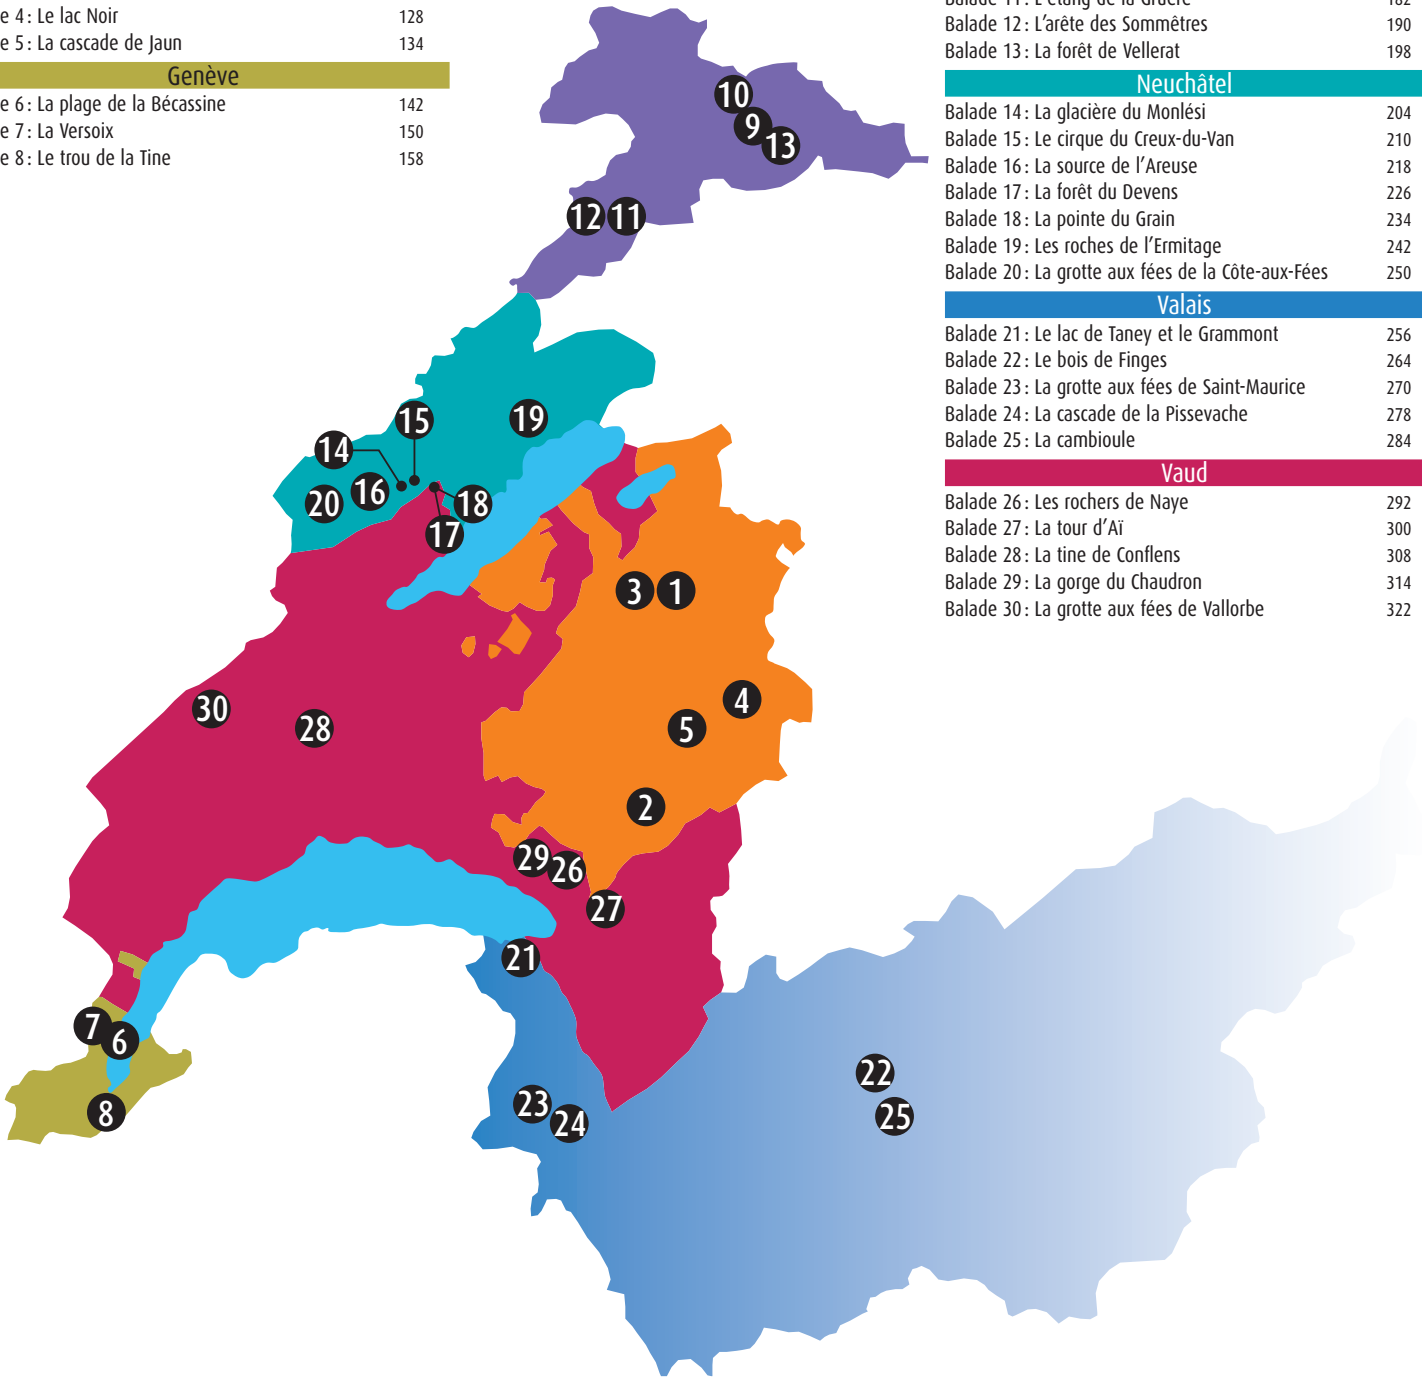 e 4 : Le lac Noir 128
e 5 : La cascade de Jaun 134
Genève
e 6 : La plage de la Bécassine 142
e 7 : La Versoix 150
e 8 : Le trou de la Tine 158
Balade 11 : L'étang de la Gruère 182
Balade 12 : L'arête des Sommêtres 190
Balade 13 : La forêt de Vellerat 198
Neuchâtel
Balade 14 : La glacière du Monlési 204
Balade 15 : Le cirque du Creux-du-Van 210
Balade 16 : La source de l'Areuse 218
Balade 17 : La forêt du Devens 226
Balade 18 : La pointe du Grain 234
Balade 19 : Les roches de l'Ermitage 242
Balade 20 : La grotte aux fées de la Côte-aux-Fées 250
Valais
Balade 21 : Le lac de Taney et le Grammont 256
Balade 22 : Le bois de Finges 264
Balade 23 : La grotte aux fées de Saint-Maurice 270
Balade 24 : La cascade de la Pissevache 278
Balade 25 : La cambioule 284
Vaud
Balade 26 : Les rochers de Naye 292
Balade 27 : La tour d'Aï 300
Balade 28 : La tine de Conflens 308
Balade 29 : La gorge du Chaudron 314
Balade 30 : La grotte aux fées de Vallorbe 322
10
9
13
12 11
15
19
14
16
20
18
17
3 1
4
5
30
28
2
29
26
27
21
7
6
8
22
25
23
24